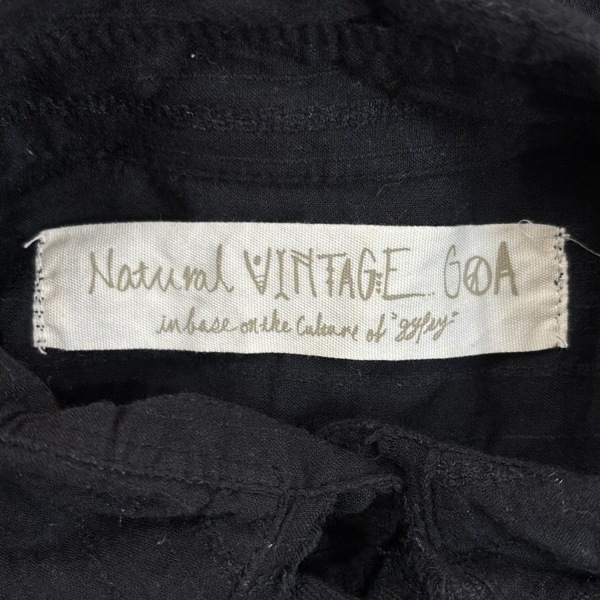 Natural VINTAGE.. GOA
in base on the Culture of "gypsy"